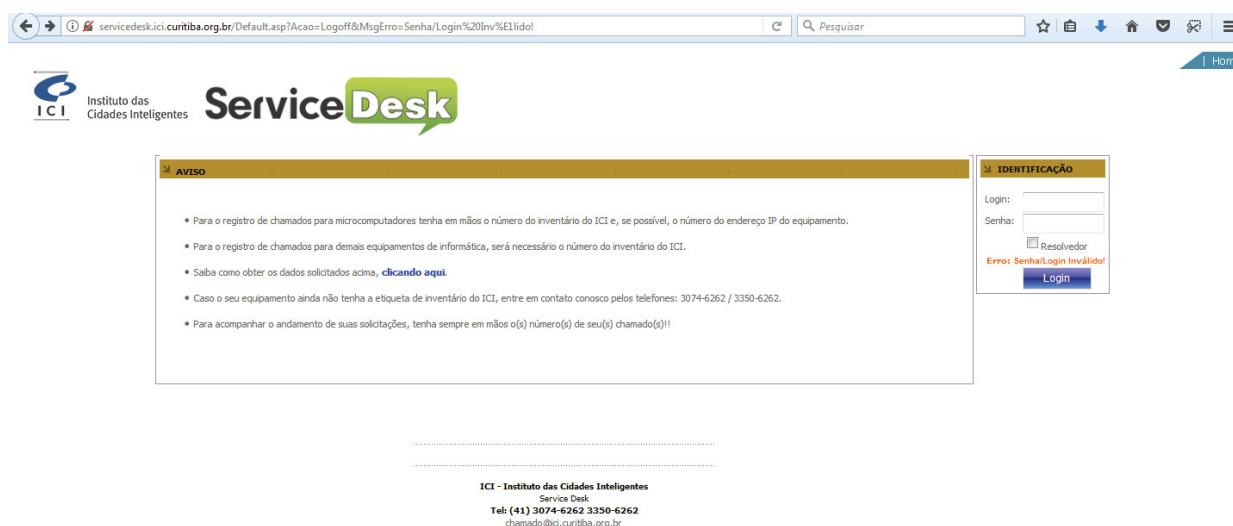 servicedesk.ici.curitiba.org.br/Default.asp?Acao=Logoff&MsgErro=Senha/Login%20Inv%E1lido!
Pesquisar
| Hom
ICI
Instituto das
Cidades Inteligentes
ServiceDesk
AVISO
• Para o registro de chamados para microcomputadores tenha em mãos o número do inventário do ICI e, se possível, o número do endereço IP do equipamento.
• Para o registro de chamados para demais equipamentos de informática, será necessário o número do inventário do ICI.
• Saiba como obter os dados solicitados acima, clicando aqui.
• Caso o seu equipamento ainda não tenha a etiqueta de inventário do ICI, entre em contato conosco pelos telefones: 3074-6262 / 3350-6262.
• Para acompanhar o andamento de suas solicitações, tenha sempre em mãos o(s) número(s) de seu(s) chamado(s)!!
IDENTIFICAÇÃO
Login:
Senha:
Resolvedor
Erro: Senha/Login Inválido!
Login
ICI - Instituto das Cidades Inteligentes
Service Desk
Tel: (41) 3074-6262 3350-6262
chamado@ici.curitiba.org.br